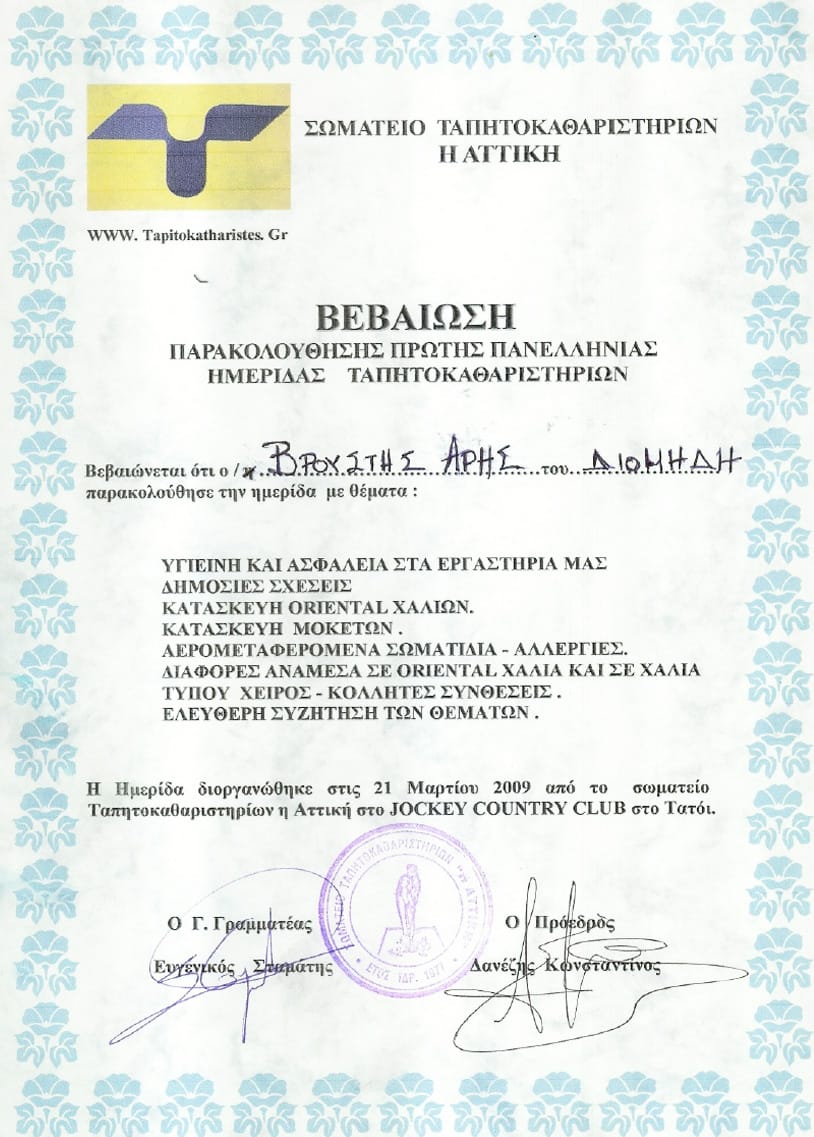 ΣΩΜΑΤΕΙΟ ΤΑΠΗΤΟΚΑΘΑΡΙΣΤΗΡΙΩΝ
Η ΑΤΤΙΚΗ
WWW. Tapitokatharistes. Gr
ΒΕΒΑΙΩΣΗ
ΠΑΡΑΚΟΛΟΥΘΗΣΗΣ ΠΡΩΤΗΣ ΠΑΝΕΛΛΗΝΙΑΣ
ΗΜΕΡΙΔΑΣ ΤΑΠΗΤΟΚΑΘΑΡΙΣΤΗΡΙΩΝ
Βεβαιώνεται ότι ο / η. ΒΡΟΥΣΤΗΣ ΑΡΗΣ ...του... ΔΙΟΜΗΔΗ
παρακολούθησε την ημερίδα με θέματα :
ΥΓΙΕΙΝΗ ΚΑΙ ΑΣΦΑΛΕΙΑ ΣΤΑ ΕΡΓΑΣΤΗΡΙΑ ΜΑΣ
ΔΗΜΟΣΙΕΣ ΣΧΕΣΕΙΣ
ΚΑΤΑΣΚΕΥΗ ORIENTAL ΧΑΛΙΩΝ.
ΚΑΤΑΣΚΕΥΗ ΜΟΚΕΤΩΝ .
ΑΕΡΟΜΕΤΑΦΕΡΟΜΕΝΑ ΣΩΜΑΤΙΔΙΑ - ΑΛΛΕΡΓΙΕΣ.
ΔΙΑΦΟΡΕΣ ΑΝΑΜΕΣΑ ΣΕ ORIENTAL ΧΑΛΙΑ ΚΑΙ ΣΕ ΧΑΛΙΑ
ΤΥΠΟΥ ΧΕΙΡΟΣ - ΚΟΛΛΗΤΕΣ ΣΥΝΘΕΣΕΙΣ .
ΕΛΕΥΘΕΡΗ ΣΥΖΗΤΗΣΗ ΤΩΝ ΘΕΜΑΤΩΝ .
Η Ημερίδα διοργανώθηκε στις 21 Μαρτίου 2009 από το σωματείο
Ταπητοκαθαριστηρίων η Αττική στο JOCKEY COUNTRY CLUB στο Τατόι.
ΣΩΜΑΤΕΙΟ ΤΑΠΗΤΟΚΑΘΑΡΙΣΤΗΡΙΩΝ "Η ΑΤΤΙΚΗ"
ΕΤΟΣ ΙΔΡ. 1971
Ο Γ. Γραμματέας
Ο Πρόεδρος
Ευγενικός Σταμάτης
Δανέζης Κωνσταντίνος